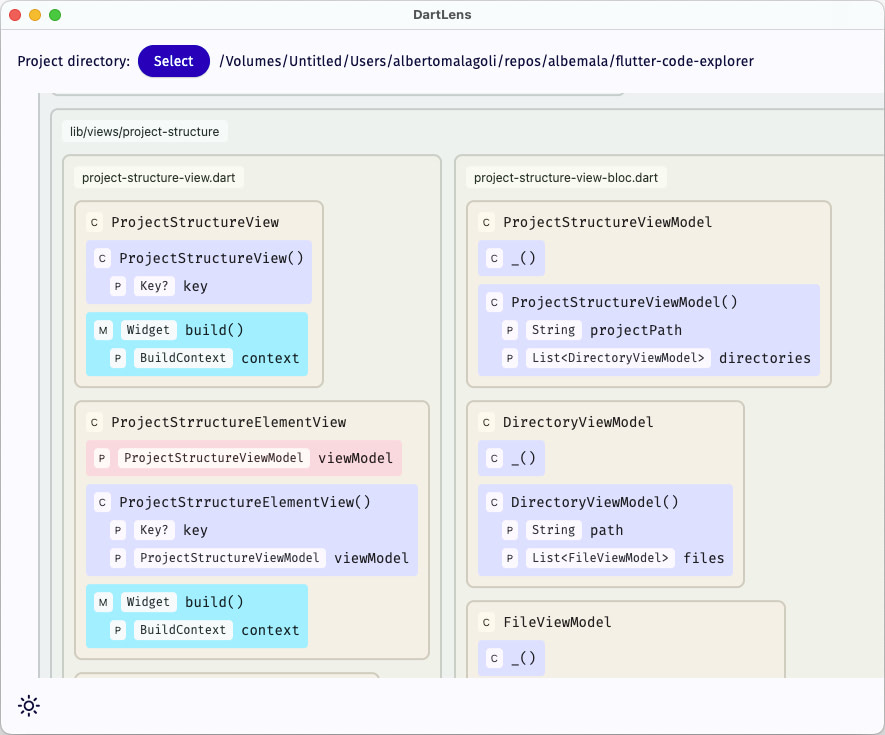 DartLens
Project directory: Select /Volumes/Untitled/Users/albertomalagoli/repos/albemala/flutter-code-explorer
lib/views/project-structure
project-structure-view.dart
C ProjectStructureView
C ProjectStructureView()
P Key? key
M Widget build()
P BuildContext context
C ProjectStrructureElementView
P ProjectStructureViewModel viewModel
C ProjectStrructureElementView()
P Key? key
P ProjectStructureViewModel viewModel
M Widget build()
P BuildContext context
project-structure-view-bloc.dart
C ProjectStructureViewModel
C _()
C ProjectStructureViewModel()
P String projectPath
P List<DirectoryViewModel> directories
C DirectoryViewModel
C _()
C DirectoryViewModel()
P String path
P List<FileViewModel> files
C FileViewModel
C _()